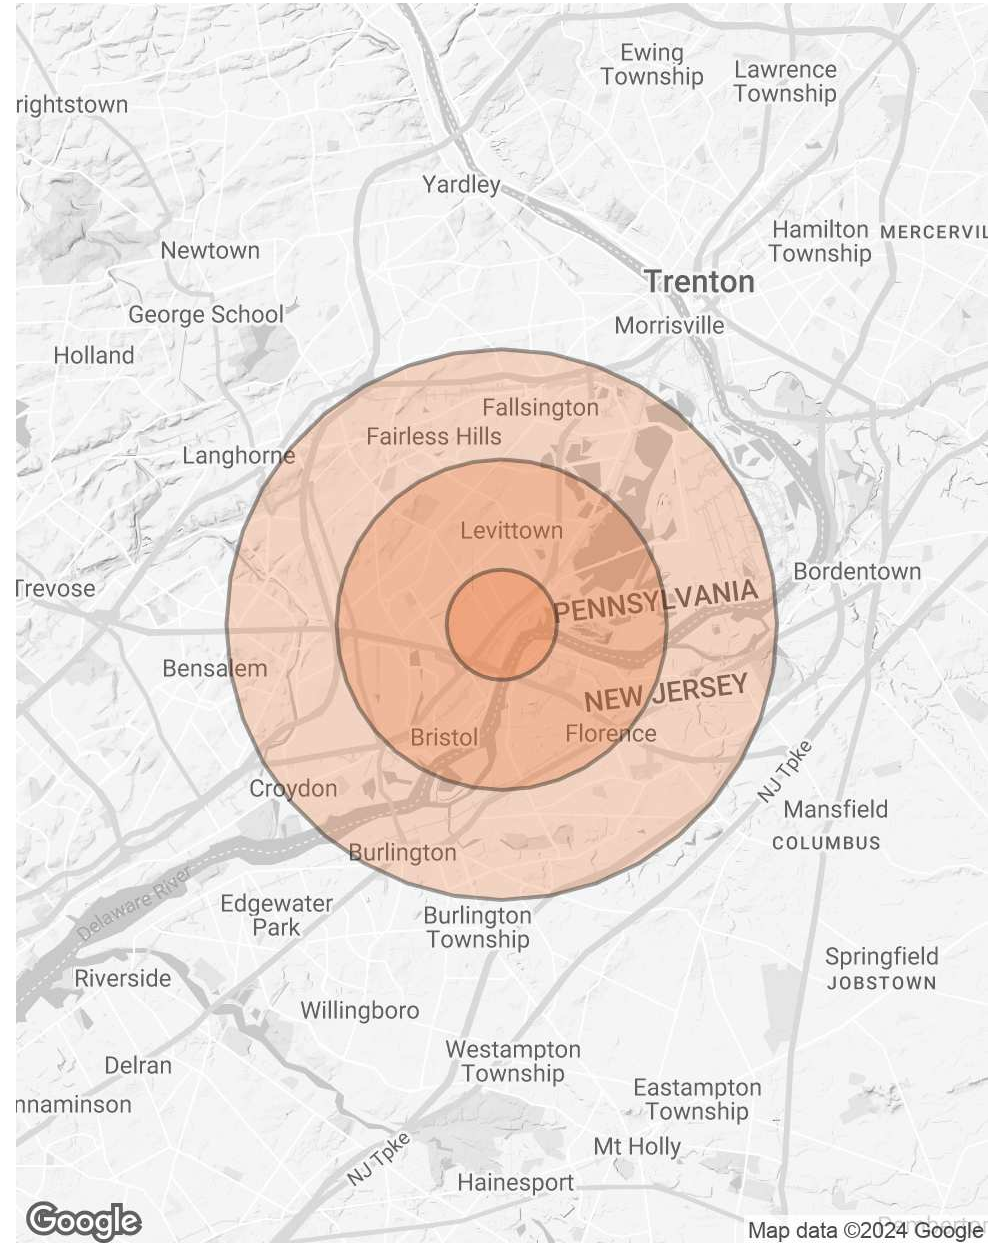 Ewing
Township
Lawrence
Township
rightstown
Yardley
Hamilton
Township
MERCERVIL
Newtown
Trenton
George School
Morrisville
Holland
Fallsington
Fairless Hills
Langhorne
Levittown
Trevose
Bordentown
PENNSYLVANIA
Bensalem
NEW JERSEY
Bristol
Florence
NJ Tpke
Croydon
Mansfield
COLUMBUS
Burlington
Delaware River
Edgewater
Park
Burlington
Township
Springfield
JOBSTOWN
Riverside
Willingboro
Westampton
Township
Delran
Eastampton
Township
nnaminson
NJ Tpke
Mt Holly
Hainesport
Google
Map data ©2024 Google